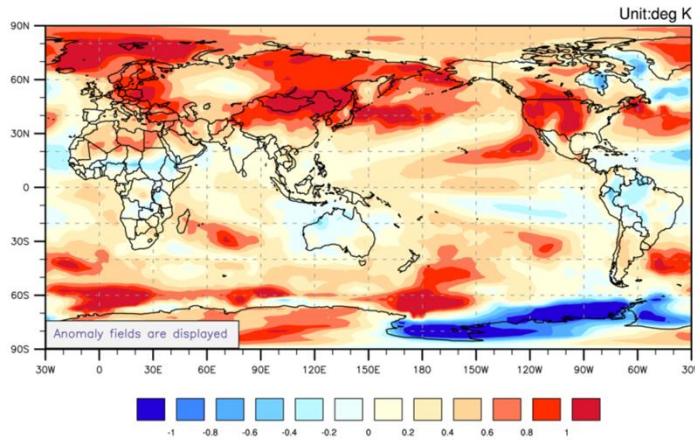 Unit:deg K
90N
60N
30N
0
30S
60S
90S
Anomaly fields are displayed
30W 0 30E 60E 90E 120E 150E 180 150W 120W 90W 60W 30W
-1 -0.8 -0.6 -0.4 -0.2 0 0.2 0.4 0.6 0.8 1